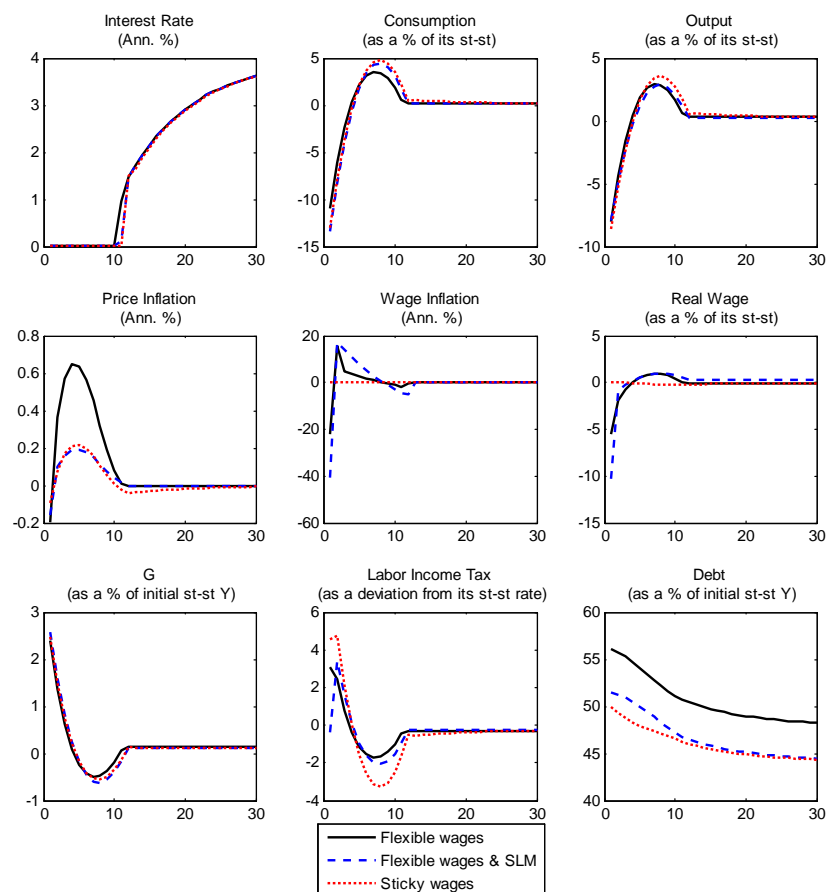 Interest Rate
(Ann. %)
4
3
2
1
0
0 10 20 30
Consumption
(as a % of its st-st)
5
0
-5
-10
-15
0 10 20 30
Output
(as a % of its st-st)
5
0
-5
-10
0 10 20 30
Price Inflation
(Ann. %)
0.8
0.6
0.4
0.2
0
-0.2
0 10 20 30
Wage Inflation
(Ann. %)
20
0
-20
-40
-60
0 10 20 30
Real Wage
(as a % of its st-st)
5
0
-5
-10
-15
0 10 20 30
G
(as a % of initial st-st Y)
3
2
1
0
-1
0 10 20 30
Labor Income Tax
(as a deviation from its st-st rate)
6
4
2
0
-2
-4
0 10 20 30
Debt
(as a % of initial st-st Y)
60
55
50
45
40
0 10 20 30
Flexible wages
Flexible wages & SLM
Sticky wages